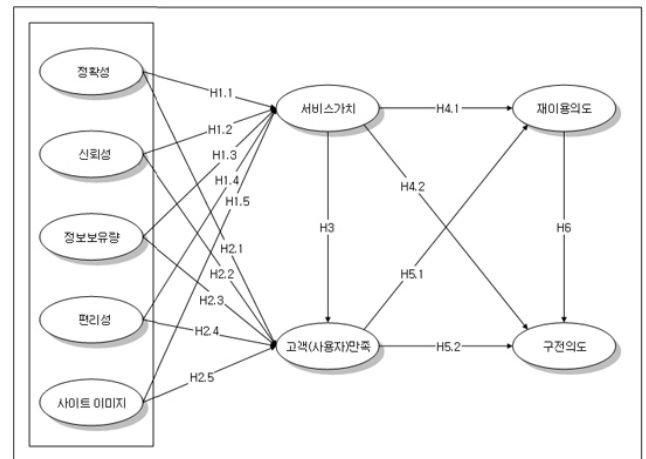 정확성
신뢰성
정보보유량
편리성
사이트 이미지
H1.1
H1.2
H1.3
H1.4
H1.5
H2.1
H2.2
H2.3
H2.4
H2.5
서비스가치
H3
고객(사용자)만족
H4.1
H4.2
H5.1
H5.2
재이용의도
H6
구전의도